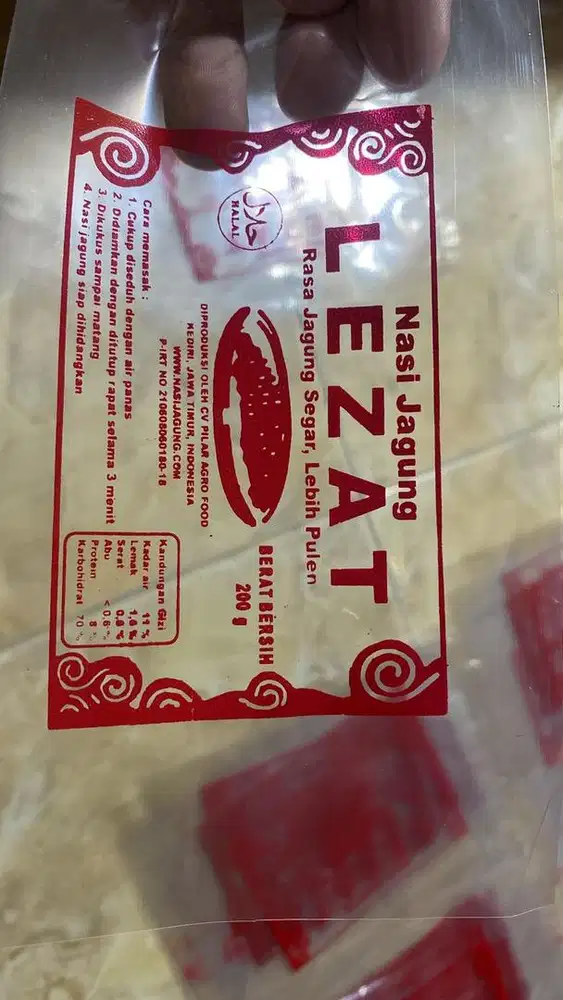 Nasi Jagung
LEZAT
Rasa Jagung Segar, Lebih Pulen
حلال
HALAL
BERAT BERSIH
200 g
DIPRODUKSI OLEH CV PILAR AGRO FOOD
KEDIRI, JAWA TIMUR, INDONESIA
WWW.NASIJAGUNG.COM
P-IRT NO 210608060180-18
Cara memasak :
1. Cukup diseduh dengan air panas
2. Didiamkan dengan ditutup rapat selama 3 menit
3. Dikukus sampai matang
4. Nasi jagung siap dihidangkan
Kandungan Gizi
Kadar air 11 %
Lemak 1,6 %
Serat 0,8 %
Abu < 0,6 %
Protein 8 %
Karbohidrat 70 %